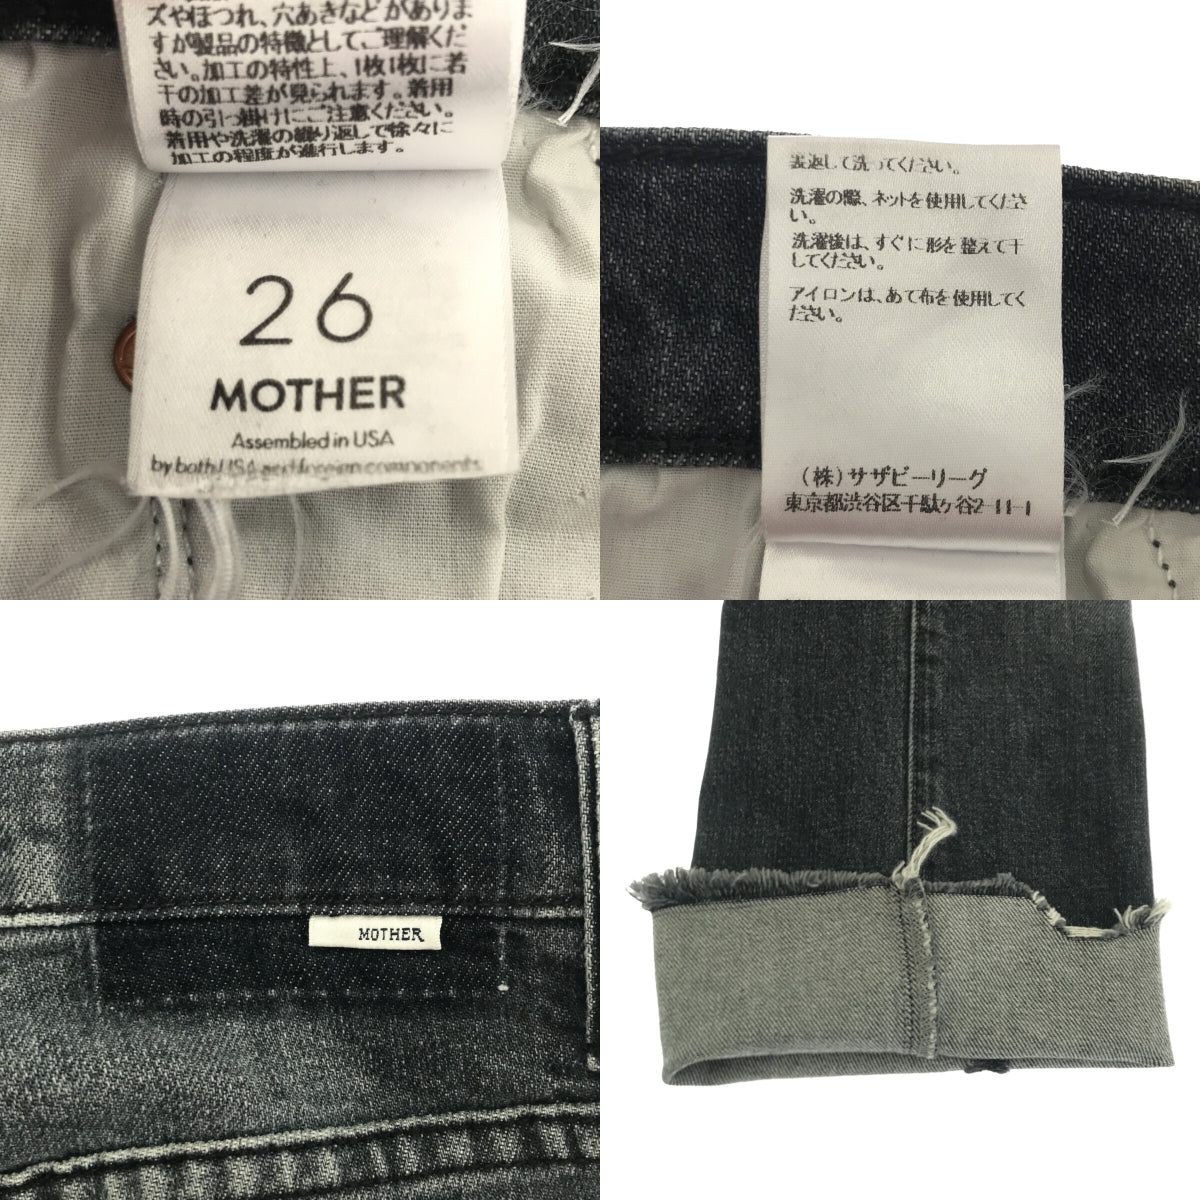 ズやほつれ、穴あきなどがありま
すが製品の特徴としてご理解くだ
さい。加工の特性上、1枚1枚に若
干の加工差が見られます。着用
時の引っ掛けにご注意ください。
着用や洗濯の繰り返しで徐々に
加工の程度が進行します。
26
MOTHER
Assembled in USA
by both USA and foreign components
裏返して洗ってください。
洗濯の際、ネットを使用してくださ
い。
洗濯後は、すぐに形を整えて干
してください。
アイロンは、あて布を使用してく
ださい。
(株)サザビーリーグ
東京都渋谷区千駄ヶ谷2-11-1
MOTHER